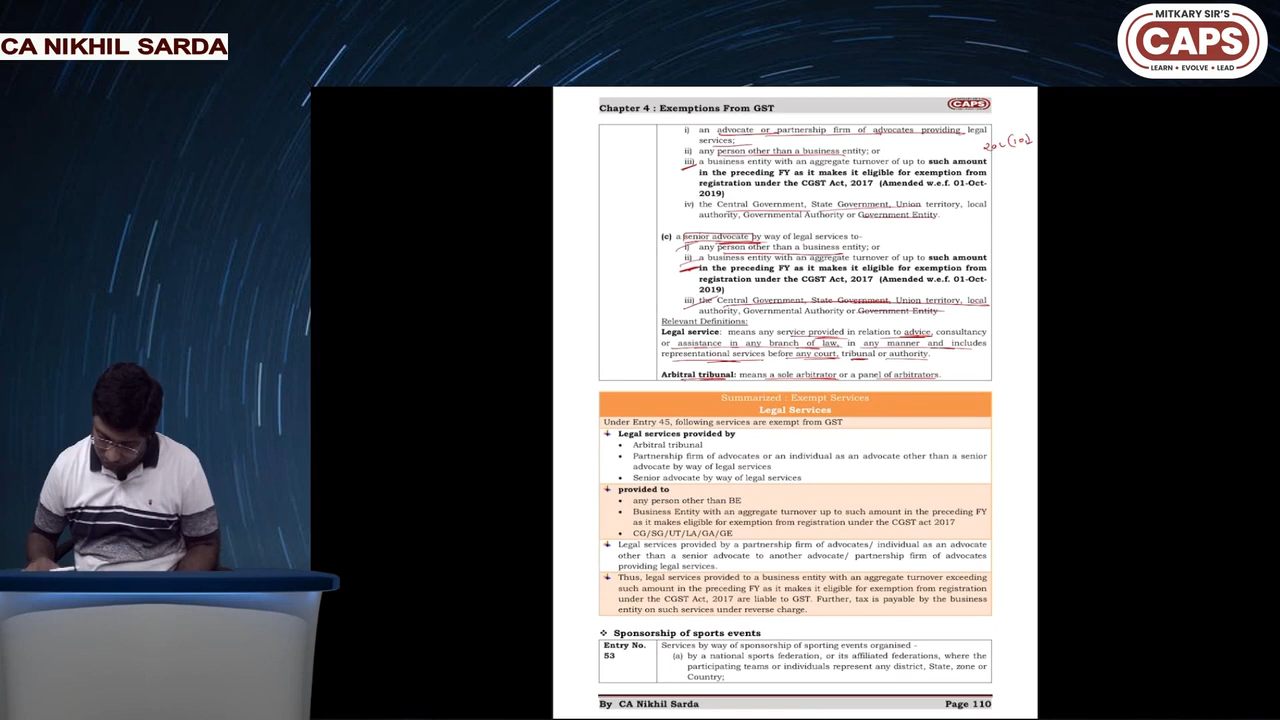 CA NIKHIL SARDA
MITKARY SIR'S
CAPS
LEARN • EVOLVE • LEAD
Chapter 4 : Exemptions From GST
CAPS
i) an advocate or partnership firm of advocates providing legal
services;
ii) any person other than a business entity; or
iii) a business entity with an aggregate turnover of up to such amount
in the preceding FY as it makes it eligible for exemption from
registration under the CGST Act, 2017 (Amended w.e.f. 01-Oct-
2019)
iv) the Central Government, State Government, Union territory, local
authority, Governmental Authority or Government Entity.
(c) a senior advocate by way of legal services to-
i) any person other than a business entity; or
ii) a business entity with an aggregate turnover of up to such amount
in the preceding FY as it makes it eligible for exemption from
registration under the CGST Act, 2017 (Amended w.e.f. 01-Oct-
2019)
iii) the Central Government, State Government, Union territory, local
authority, Governmental Authority or Government Entity
Relevant Definitions:
Legal service: means any service provided in relation to advice, consultancy
or assistance in any branch of law, in any manner and includes
representational services before any court, tribunal or authority.
Arbitral tribunal: means a sole arbitrator or a panel of arbitrators.
Summarized : Exempt Services
Legal Services
Under Entry 45, following services are exempt from GST
Legal services provided by
• Arbitral tribunal
• Partnership firm of advocates or an individual as an advocate other than a senior
advocate by way of legal services
• Senior advocate by way of legal services
provided to
• any person other than BE
• Business Entity with an aggregate turnover up to such amount in the preceding FY
as it makes eligible for exemption from registration under the CGST act 2017
• CG/SG/UT/LA/GA/GE
Legal services provided by a partnership firm of advocates/ individual as an advocate
other than a senior advocate to another advocate/ partnership firm of advocates
providing legal services.
Thus, legal services provided to a business entity with an aggregate turnover exceeding
such amount in the preceding FY as it makes it eligible for exemption from registration
under the CGST Act, 2017 are liable to GST. Further, tax is payable by the business
entity on such services under reverse charge.
❖ Sponsorship of sports events
Entry No. 53
Services by way of sponsorship of sporting events organised -
(a) by a national sports federation, or its affiliated federations, where the
participating teams or individuals represent any district, State, zone or
Country;
By CA Nikhil Sarda
Page 110